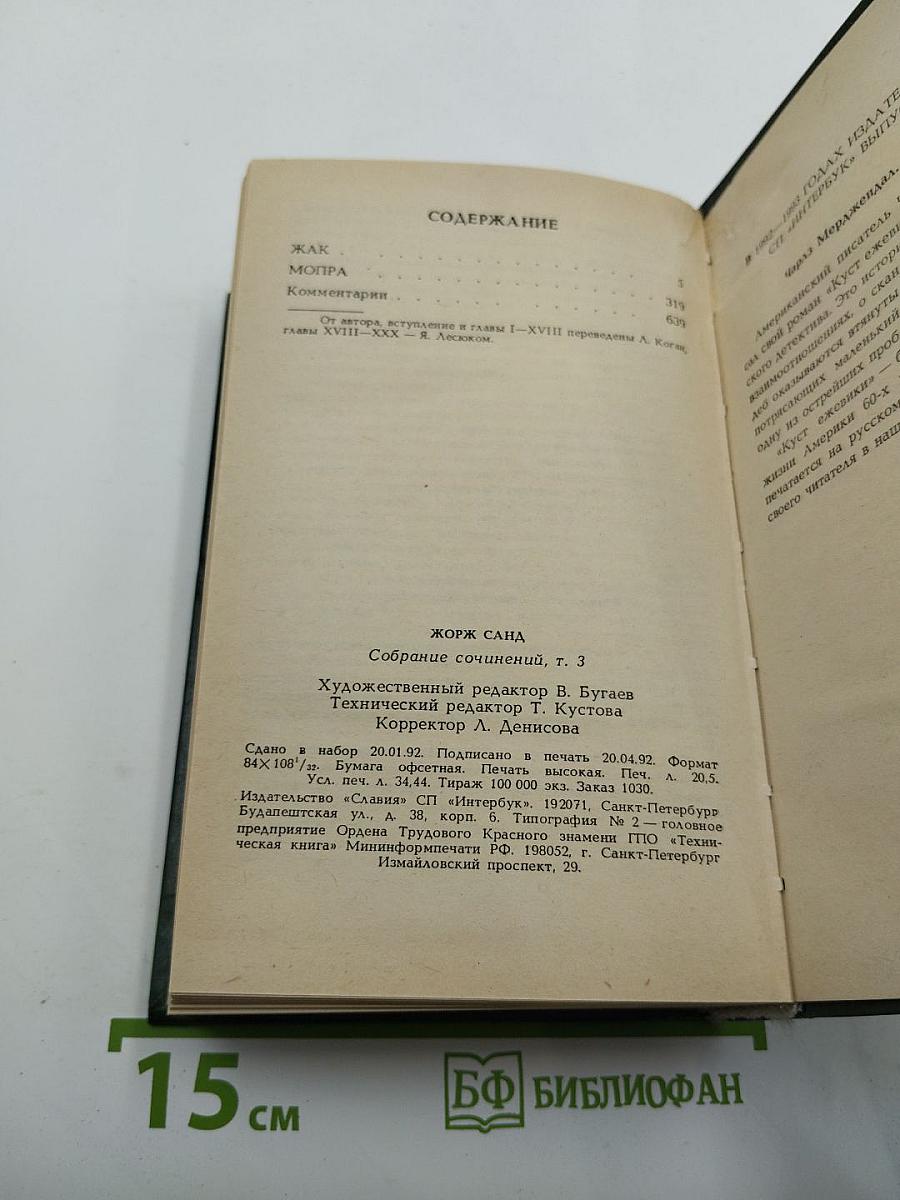 СОДЕРЖАНИЕ
ЖАК . . . . . . . . . . . . . . . 5
МОПРА . . . . . . . . . . . . . . 319
Комментарии . . . . . . . . . . . . 639
От автора, вступление и главы I—XVIII переведены Л. Коган,
главы XVIII—XXX — Я. Лесюком.
ЖОРЖ САНД
Собрание сочинений, т. 3
Художественный редактор В. Бугаев
Технический редактор Т. Кустова
Корректор Л. Денисова
Сдано в набор 20.01.92. Подписано в печать 20.04.92. Формат
84×108¹/₃₂. Бумага офсетная. Печать высокая. Печ. л. 20,5.
Усл. печ. л. 34,44. Тираж 100 000 экз. Заказ 1030.
Издательство «Славия» СП «Интербук». 192071, Санкт-Петербург
Будапештская ул., д. 38, корп. 6. Типография № 2 — головное
предприятие Ордена Трудового Красного знамени ГПО «Техни-
ческая книга» Мининформпечати РФ. 198052, г. Санкт-Петербург
Измайловский проспект, 29.
В 1992—1993 ГОДАХ ИЗДАТЕ
СП «ИНТЕРБУК» ВЫПУ
Чарлз Мерджендал.
Американский писатель Ч
сал свой роман «Куст ежеви
ского детектива. Это истори
взаимоотношениях, о скан
деб оказываются втянуты
потрясающих маленький
одну из острейших проб
«Куст ежевики» —
жизни Америки 60-х
печатается на русском
своего читателя в наш
15 см
БФ БИБЛИОФАН